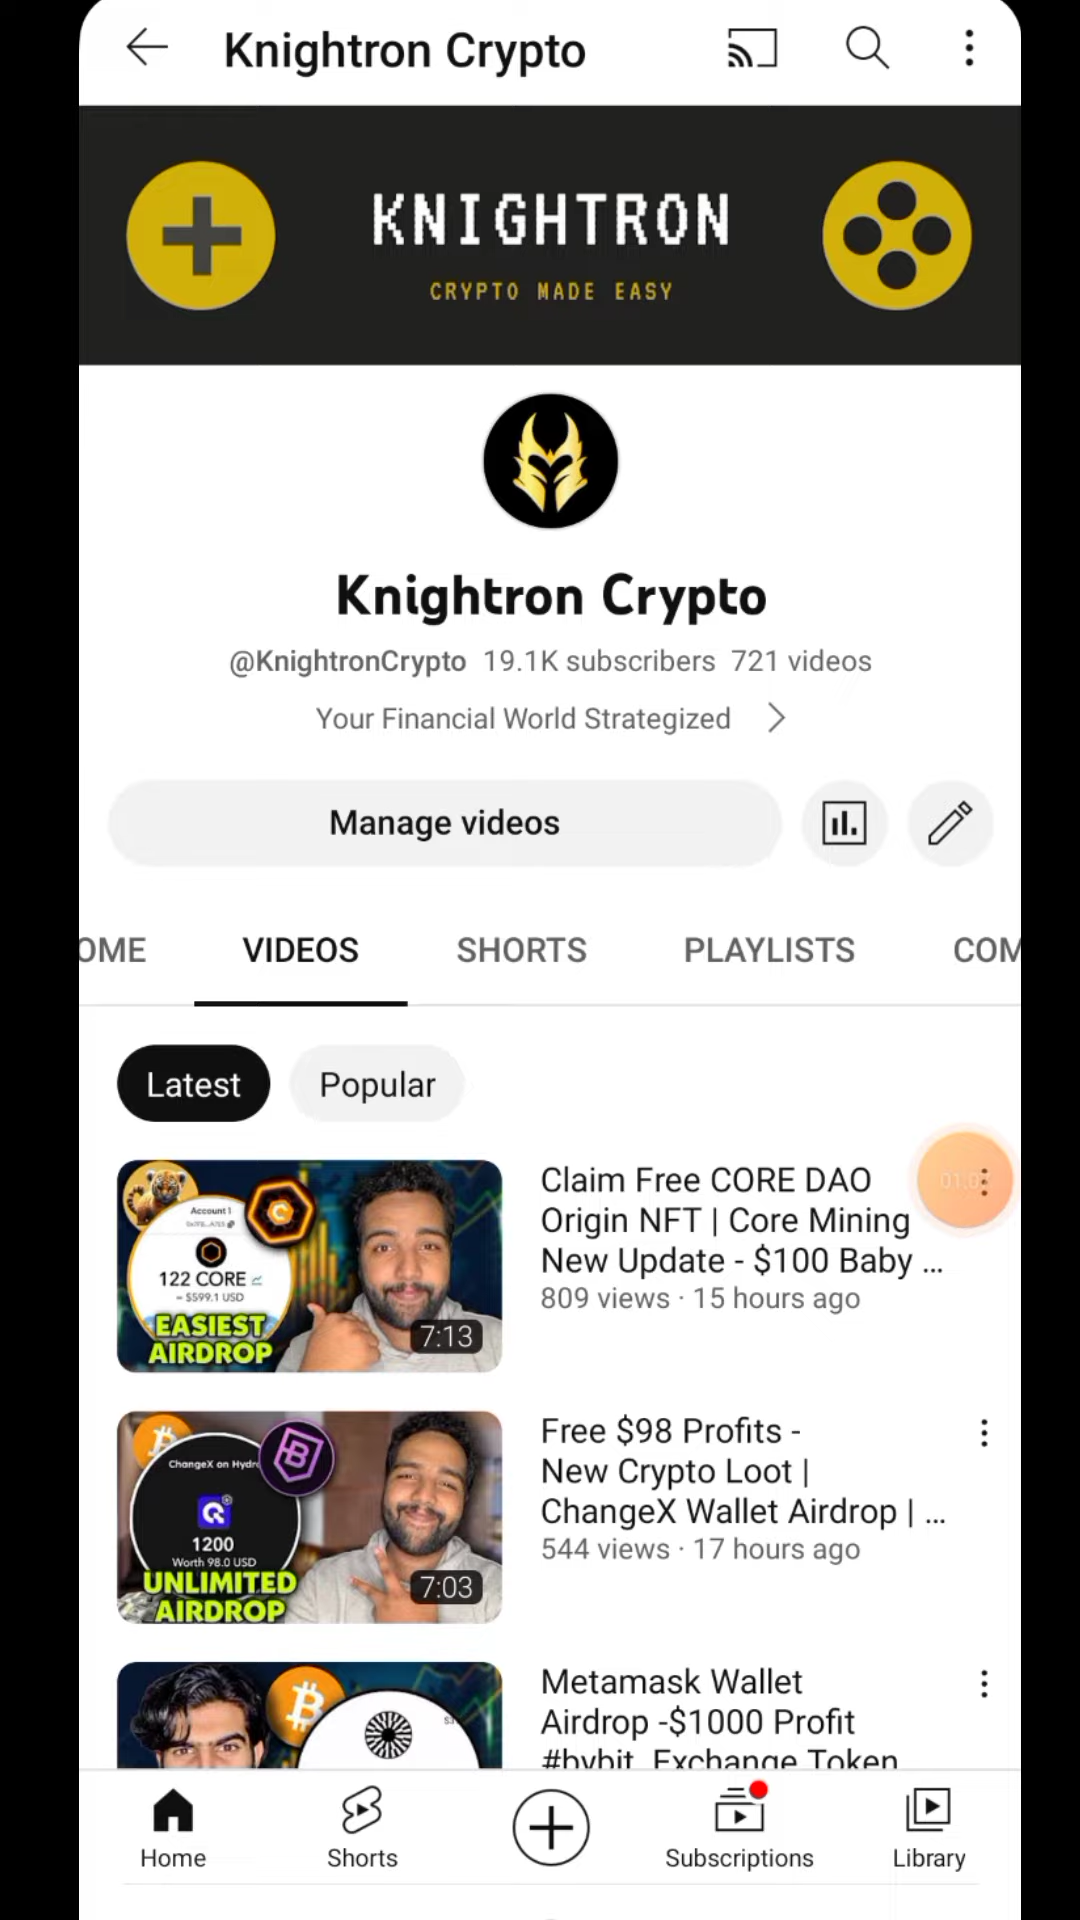 Knightron Crypto
KNIGHTRON
CRYPTO MADE EASY
Knightron Crypto
@KnightronCrypto 19.1K subscribers 721 videos
Your Financial World Strategized
Manage videos
OME VIDEOS SHORTS PLAYLISTS COM
Latest Popular
Account 1
122 CORE
≈ $599.1 USD
EASIEST
AIRDROP
7:13
Claim Free CORE DAO
Origin NFT | Core Mining
New Update - $100 Baby ...
809 views · 15 hours ago
ChangeX on Hydr
1200
Worth 98.0 USD
UNLIMITED
AIRDROP
7:03
Free $98 Profits -
New Crypto Loot |
ChangeX Wallet Airdrop | ...
544 views · 17 hours ago
Metamask Wallet
Airdrop -$1000 Profit
#bybit Exchange Token
Home Shorts Subscriptions Library